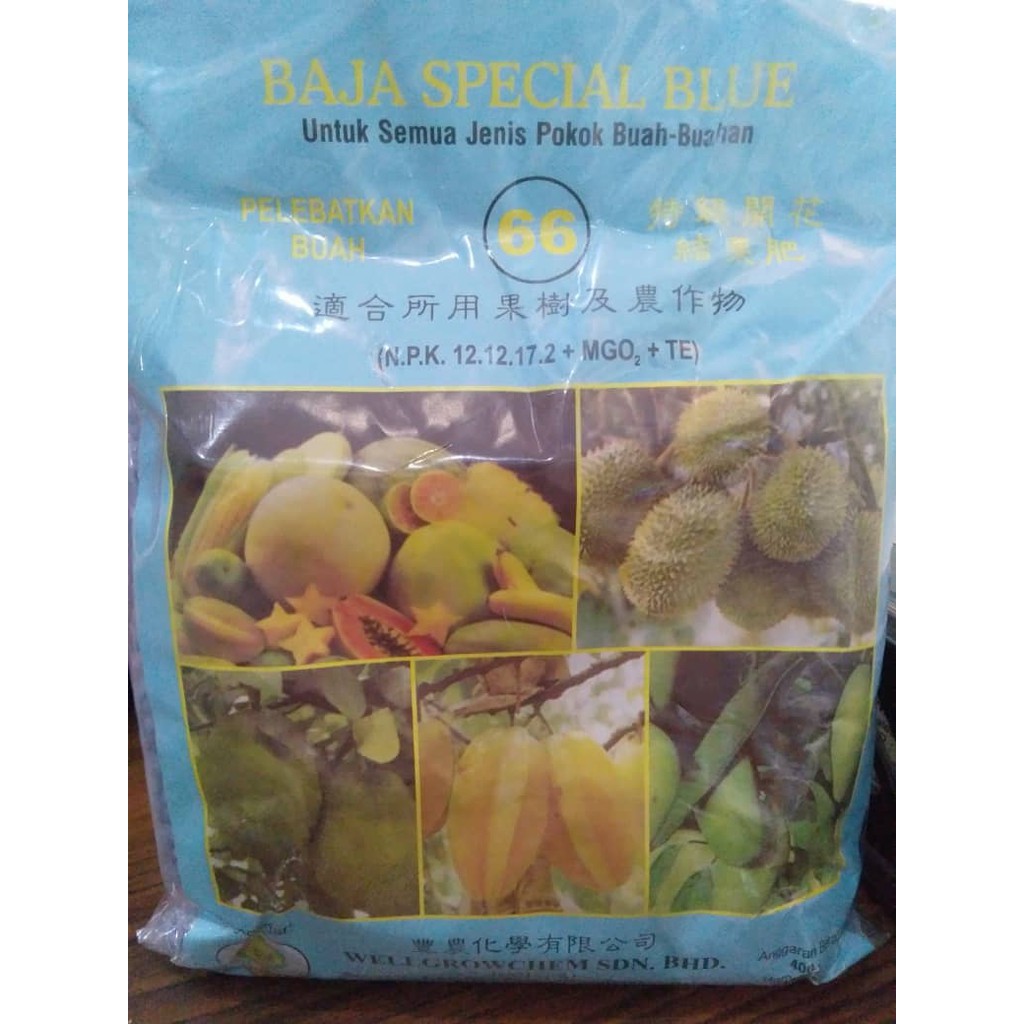 BAJA SPECIAL BLUE
Untuk Semua Jenis Pokok Buah-Buahan
PELEBATKAN
BUAH
66
開花
結果肥
適合所用果樹及農作物
(N.P.K. 12.12.17.2 + MGO₂ + TE)
豐農化學有限公司
WELLGROWCHEM SDN. BHD.
Anggaran